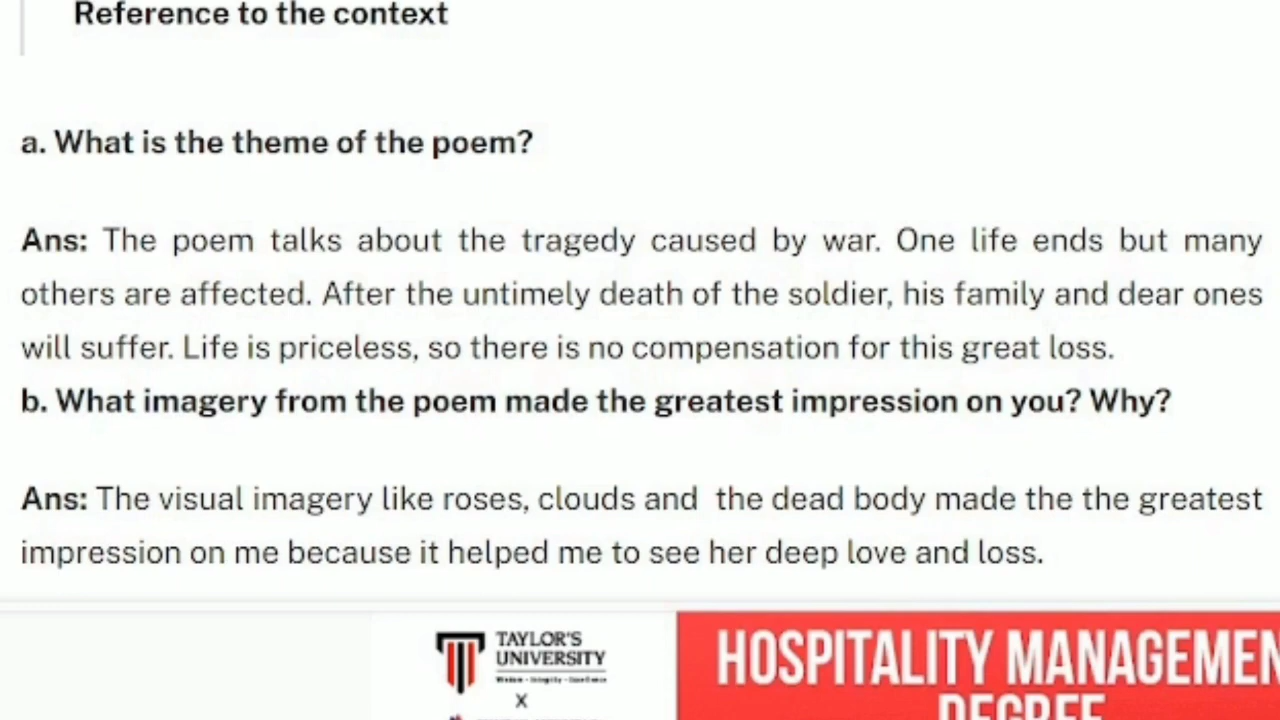 Reference to the context
a. What is the theme of the poem?
Ans: The poem talks about the tragedy caused by war. One life ends but many
others are affected. After the untimely death of the soldier, his family and dear ones
will suffer. Life is priceless, so there is no compensation for this great loss.
b. What imagery from the poem made the greatest impression on you? Why?
Ans: The visual imagery like roses, clouds and the dead body made the the greatest
impression on me because it helped me to see her deep love and loss.
TAYLOR'S
UNIVERSITY
Wisdom · Integrity · Excellence
X
HOSPITALITY MANAGEMEN
DEGREE